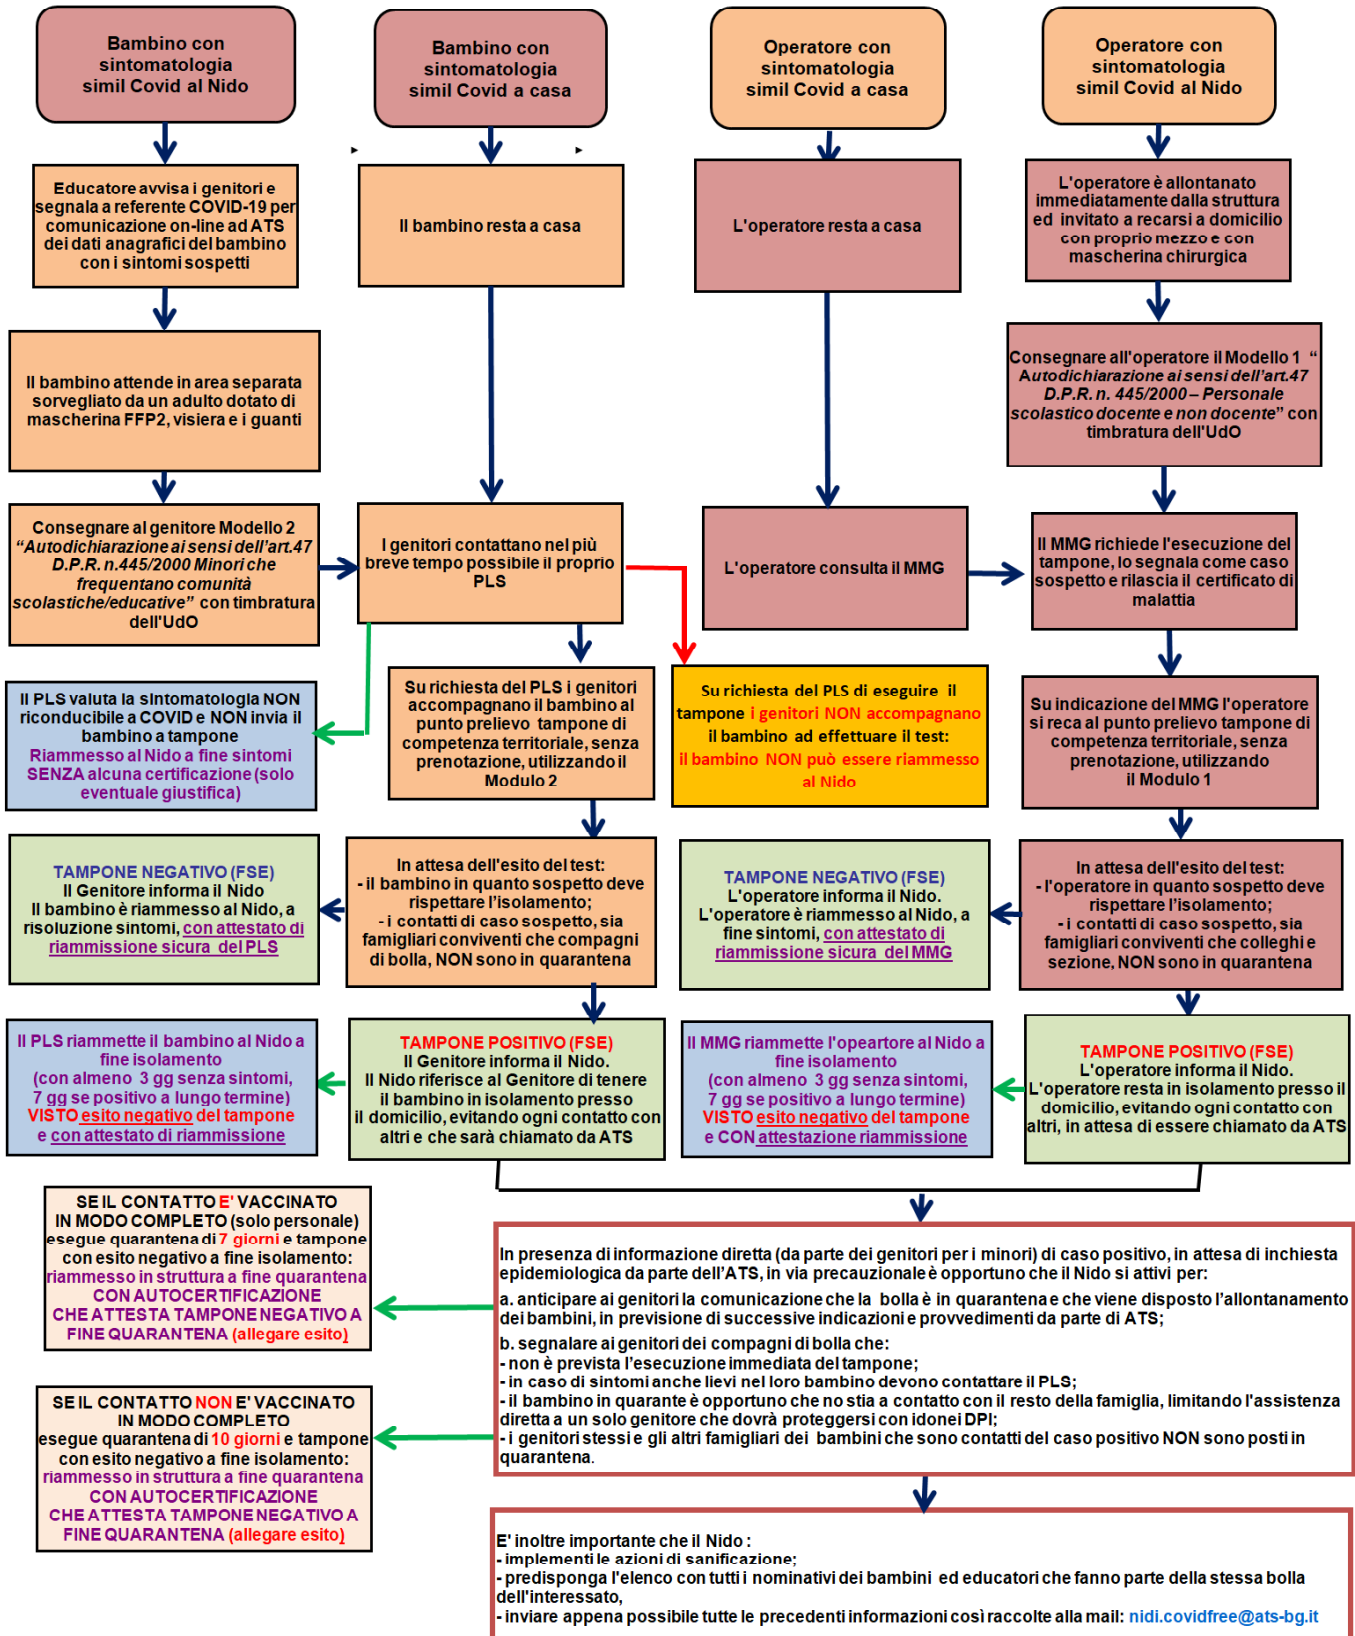 Bambino con
sintomatologia
simil Covid al Nido
Bambino con
sintomatologia
simil Covid a casa
Operatore con
sintomatologia
simil Covid a casa
Operatore con
sintomatologia
simil Covid al Nido
Educatore avvisa i genitori e
segnala a referente COVID-19 per
comunicazione on-line ad ATS
dei dati anagrafici del bambino
con i sintomi sospetti
Il bambino resta a casa
L'operatore resta a casa
L'operatore è allontanato
immediatamente dalla struttura
ed invitato a recarsi a domicilio
con proprio mezzo e con
mascherina chirurgica
Il bambino attende in area separata
sorvegliato da un adulto dotato di
mascherina FFP2, visiera e i guanti
Consegnare all'operatore il Modello 1 “
Autodichiarazione ai sensi dell’art.47
D.P.R. n. 445/2000 – Personale
scolastico docente e non docente” con
timbratura dell'UdO
Consegnare al genitore Modello 2
“Autodichiarazione ai sensi dell’art.47
D.P.R. n.445/2000 Minori che
frequentano comunità
scolastiche/educative” con timbratura
dell'UdO
I genitori contattano nel più
breve tempo possibile il proprio
PLS
L'operatore consulta il MMG
Il MMG richiede l'esecuzione del
tampone, lo segnala come caso
sospetto e rilascia il certificato di
malattia
Il PLS valuta la sintomatologia NON
riconducibile a COVID e NON invia il
bambino a tampone
Riammesso al Nido a fine sintomi
SENZA alcuna certificazione (solo
eventuale giustifica)
Su richiesta del PLS i genitori
accompagnano il bambino al
punto prelievo tampone di
competenza territoriale, senza
prenotazione, utilizzando il
Modulo 2
Su richiesta del PLS di eseguire il
tampone i genitori NON accompagnano
il bambino ad effettuare il test:
il bambino NON può essere riammesso
al Nido
Su indicazione del MMG l'operatore
si reca al punto prelievo tampone di
competenza territoriale, senza
prenotazione, utilizzando
il Modulo 1
TAMPONE NEGATIVO (FSE)
Il Genitore informa il Nido
Il bambino è riammesso al Nido, a
risoluzione sintomi, con attestato di
riammissione sicura del PLS
In attesa dell'esito del test:
- il bambino in quanto sospetto deve
rispettare l’isolamento;
- i contatti di caso sospetto, sia
famigliari conviventi che compagni
di bolla, NON sono in quarantena
TAMPONE NEGATIVO (FSE)
L'operatore informa il Nido.
L'operatore è riammesso al Nido, a
fine sintomi, con attestato di
riammissione sicura del MMG
In attesa dell'esito del test:
- l'operatore in quanto sospetto deve
rispettare l'isolamento;
- i contatti di caso sospetto, sia
famigliari conviventi che colleghi e
sezione, NON sono in quarantena
Il PLS riammette il bambino al Nido a
fine isolamento
(con almeno 3 gg senza sintomi,
7 gg se positivo a lungo termine)
VISTO esito negativo del tampone
e con attestato di riammissione
TAMPONE POSITIVO (FSE)
Il Genitore informa il Nido.
Il Nido riferisce al Genitore di tenere
il bambino in isolamento presso
il domicilio, evitando ogni contatto con
altri e che sarà chiamato da ATS
Il MMG riammette l'opeartore al Nido a
fine isolamento
(con almeno 3 gg senza sintomi,
7 gg se positivo a lungo termine)
VISTO esito negativo del tampone
e CON attestazione riammissione
TAMPONE POSITIVO (FSE)
L'operatore informa il Nido.
L'operatore resta in isolamento presso il
domicilio, evitando ogni contatto con
altri, in attesa di essere chiamato da ATS
SE IL CONTATTO E' VACCINATO
IN MODO COMPLETO (solo personale)
esegue quarantena di 7 giorni e tampone
con esito negativo a fine isolamento:
riammesso in struttura a fine quarantena
CON AUTOCERTIFICAZIONE
CHE ATTESTA TAMPONE NEGATIVO A
FINE QUARANTENA (allegare esito)
In presenza di informazione diretta (da parte dei genitori per i minori) di caso positivo, in attesa di inchiesta
epidemiologica da parte dell’ATS, in via precauzionale è opportuno che il Nido si attivi per:
a. anticipare ai genitori la comunicazione che la bolla è in quarantena e che viene disposto l’allontanamento
dei bambini, in previsione di successive indicazioni e provvedimenti da parte di ATS;
b. segnalare ai genitori dei compagni di bolla che:
- non è prevista l’esecuzione immediata del tampone;
- in caso di sintomi anche lievi nel loro bambino devono contattare il PLS;
- il bambino in quarante è opportuno che no stia a contatto con il resto della famiglia, limitando l'assistenza
diretta a un solo genitore che dovrà proteggersi con idonei DPI;
- i genitori stessi e gli altri famigliari dei bambini che sono contatti del caso positivo NON sono posti in
quarantena.
SE IL CONTATTO NON E' VACCINATO
IN MODO COMPLETO
esegue quarantena di 10 giorni e tampone
con esito negativo a fine isolamento:
riammesso in struttura a fine quarantena
CON AUTOCERTIFICAZIONE
CHE ATTESTA TAMPONE NEGATIVO A
FINE QUARANTENA (allegare esito)
E' inoltre importante che il Nido :
- implementi le azioni di sanificazione;
- predisponga l'elenco con tutti i nominativi dei bambini ed educatori che fanno parte della stessa bolla
dell'interessato,
- inviare appena possibile tutte le precedenti informazioni così raccolte alla mail: nidi.covidfree@ats-bg.it